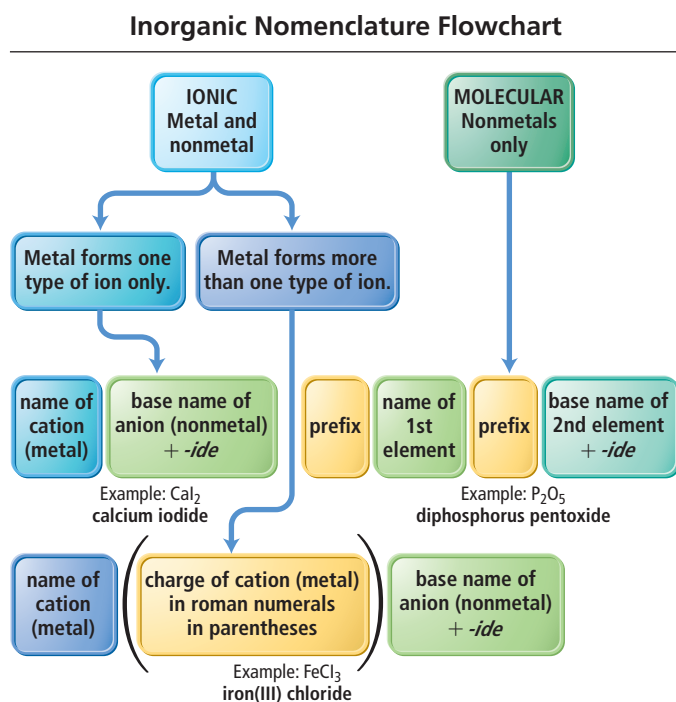 Inorganic Nomenclature Flowchart
IONIC
Metal and
nonmetal
MOLECULAR
Nonmetals
only
Metal forms one
type of ion only.
Metal forms more
than one type of ion.
name of
cation
(metal)
base name of
anion (nonmetal)
+ -ide
prefix
name of
1st
element
prefix
base name of
2nd element
+ -ide
Example: CaI₂
calcium iodide
Example: P₂O₅
diphosphorus pentoxide
name of
cation
(metal)
(
charge of cation (metal)
in roman numerals
in parentheses
)
base name of
anion (nonmetal)
+ -ide
Example: FeCl₃
iron(III) chloride